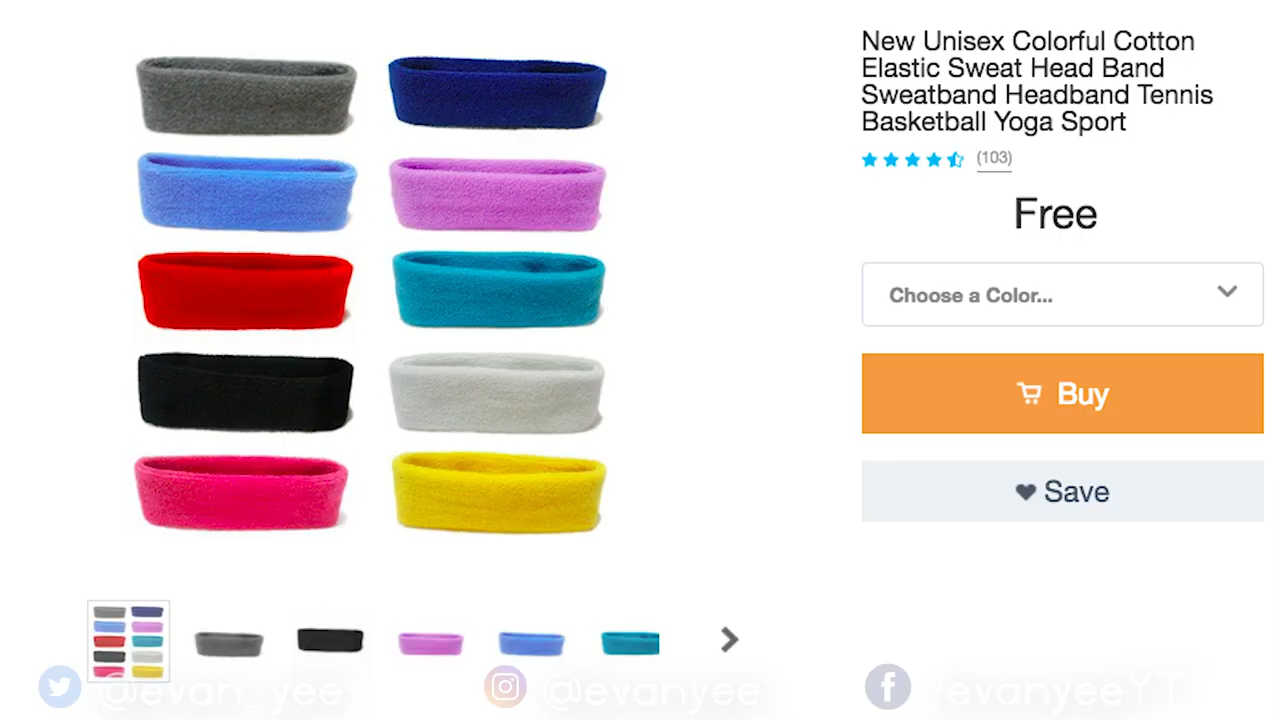 New Unisex Colorful Cotton
Elastic Sweat Head Band
Sweatband Headband Tennis
Basketball Yoga Sport
(103)
Free
Choose a Color...
Buy
Save
@evan_yee
@evanyee
/evanyeeYT